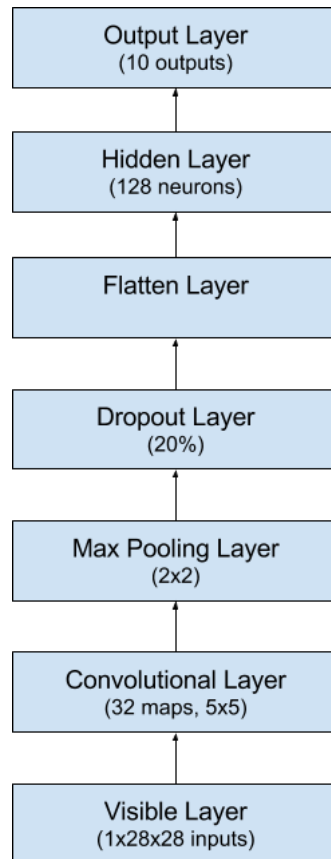 Output Layer
(10 outputs)
Hidden Layer
(128 neurons)
Flatten Layer
Dropout Layer
(20%)
Max Pooling Layer
(2x2)
Convolutional Layer
(32 maps, 5x5)
Visible Layer
(1x28x28 inputs)